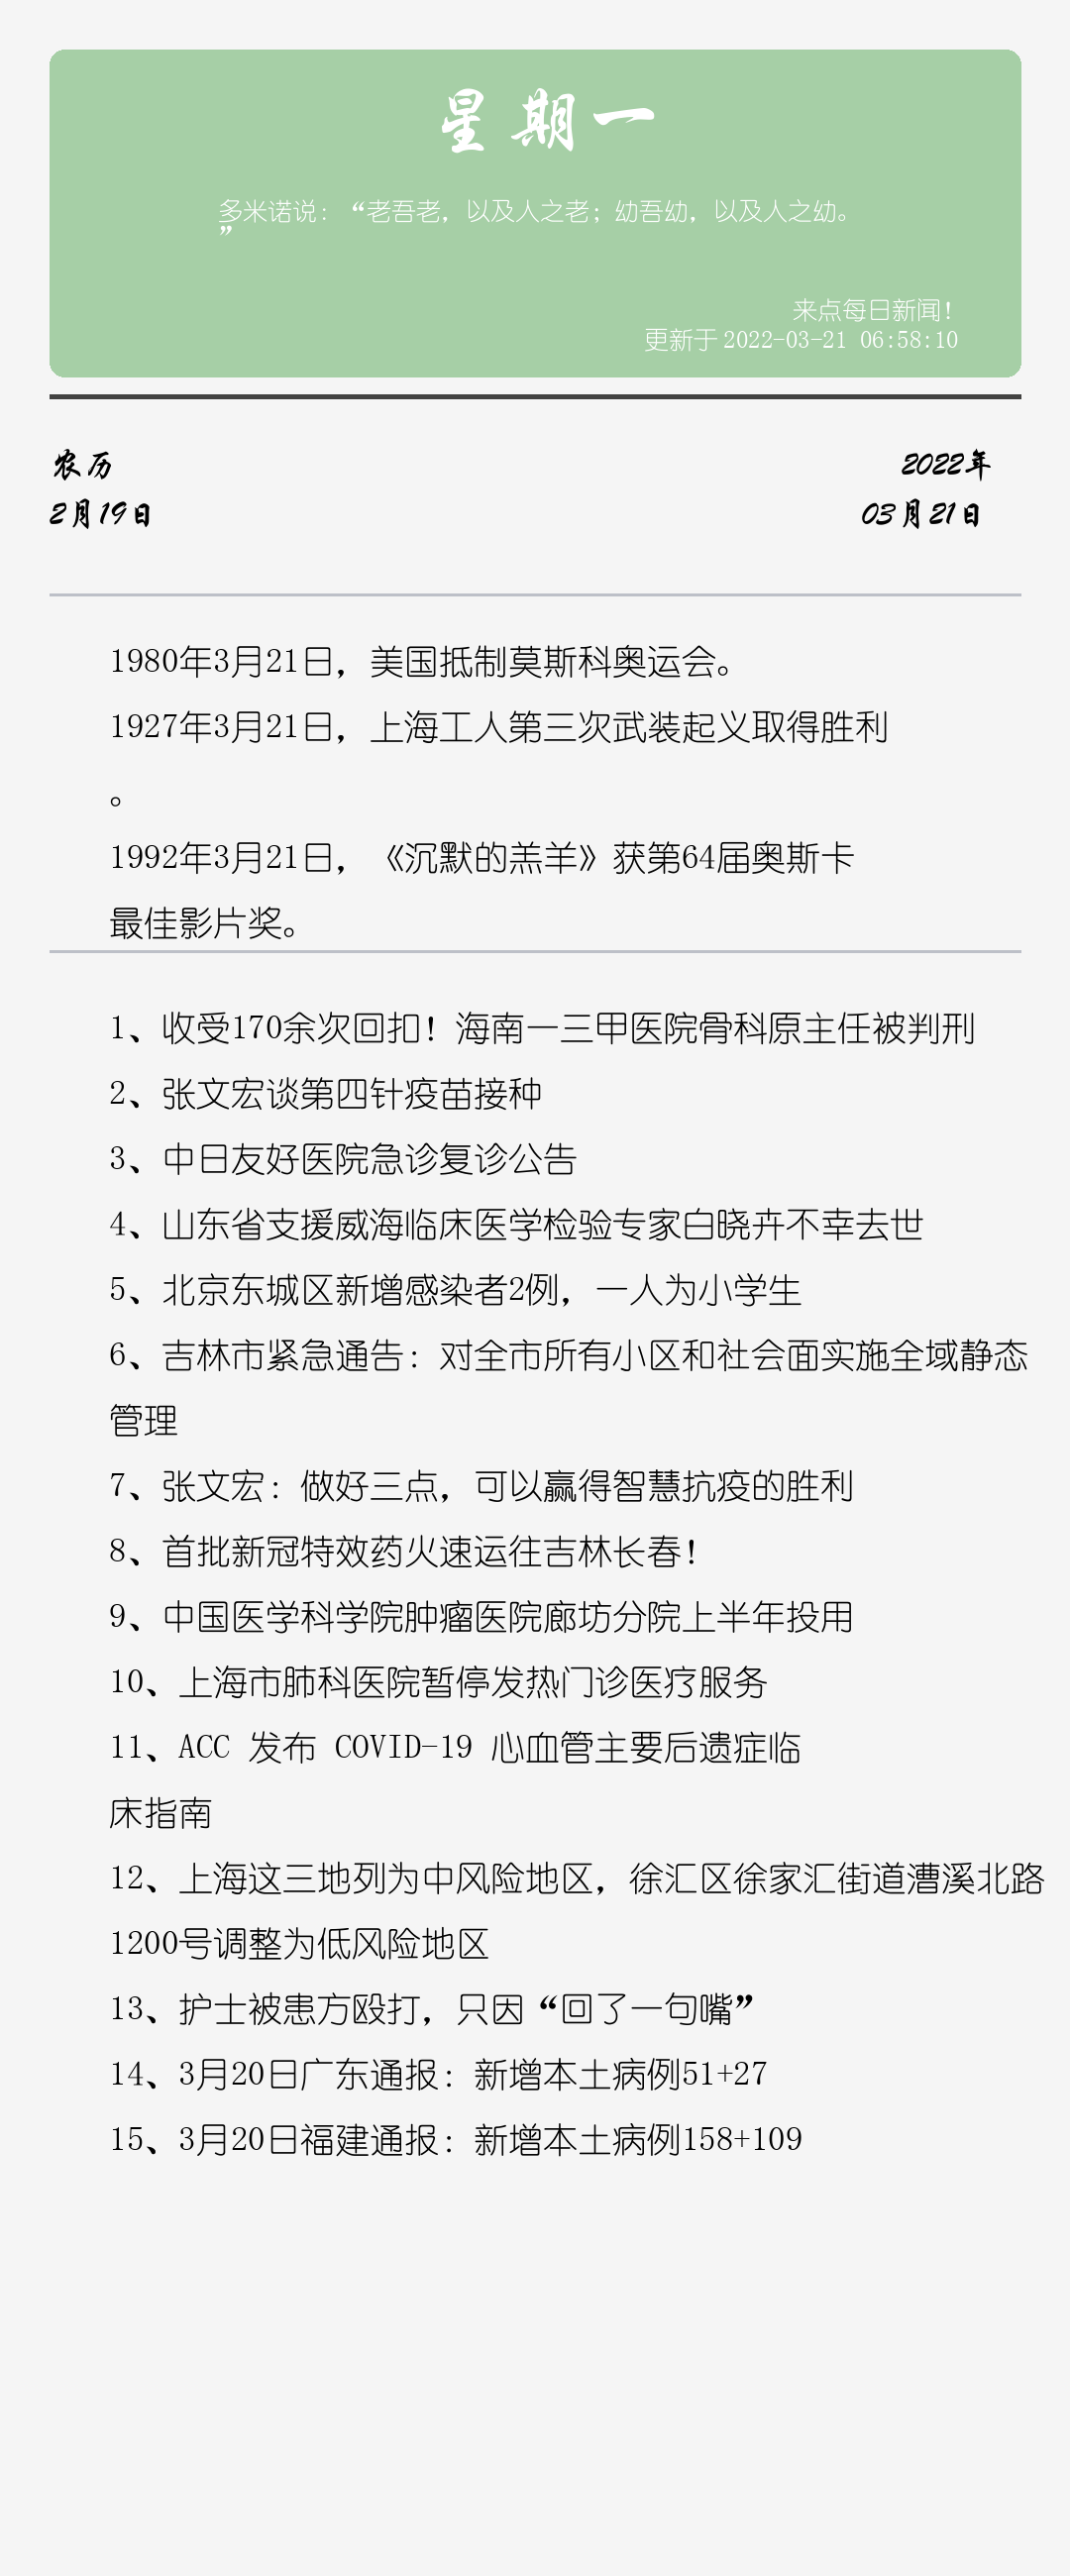 星期一
多米诺说：“老吾老，以及人之老；幼吾幼，以及人之幼。
”
来点每日新闻！
更新于 2022-03-21 06:58:10
农历
2022年
2月19日
03月21日
1980年3月21日，美国抵制莫斯科奥运会。
1927年3月21日，上海工人第三次武装起义取得胜利
。
1992年3月21日，《沉默的羔羊》获第64届奥斯卡
最佳影片奖。
1、收受170余次回扣！海南一三甲医院骨科原主任被判刑
2、张文宏谈第四针疫苗接种
3、中日友好医院急诊复诊公告
4、山东省支援威海临床医学检验专家白晓卉不幸去世
5、北京东城区新增感染者2例，一人为小学生
6、吉林市紧急通告：对全市所有小区和社会面实施全域静态
管理
7、张文宏：做好三点，可以赢得智慧抗疫的胜利
8、首批新冠特效药火速运往吉林长春！
9、中国医学科学院肿瘤医院廊坊分院上半年投用
10、上海市肺科医院暂停发热门诊医疗服务
11、ACC 发布 COVID-19 心血管主要后遗症临
床指南
12、上海这三地列为中风险地区，徐汇区徐家汇街道漕溪北路
1200号调整为低风险地区
13、护士被患方殴打，只因“回了一句嘴”
14、3月20日广东通报：新增本土病例51+27
15、3月20日福建通报：新增本土病例158+109